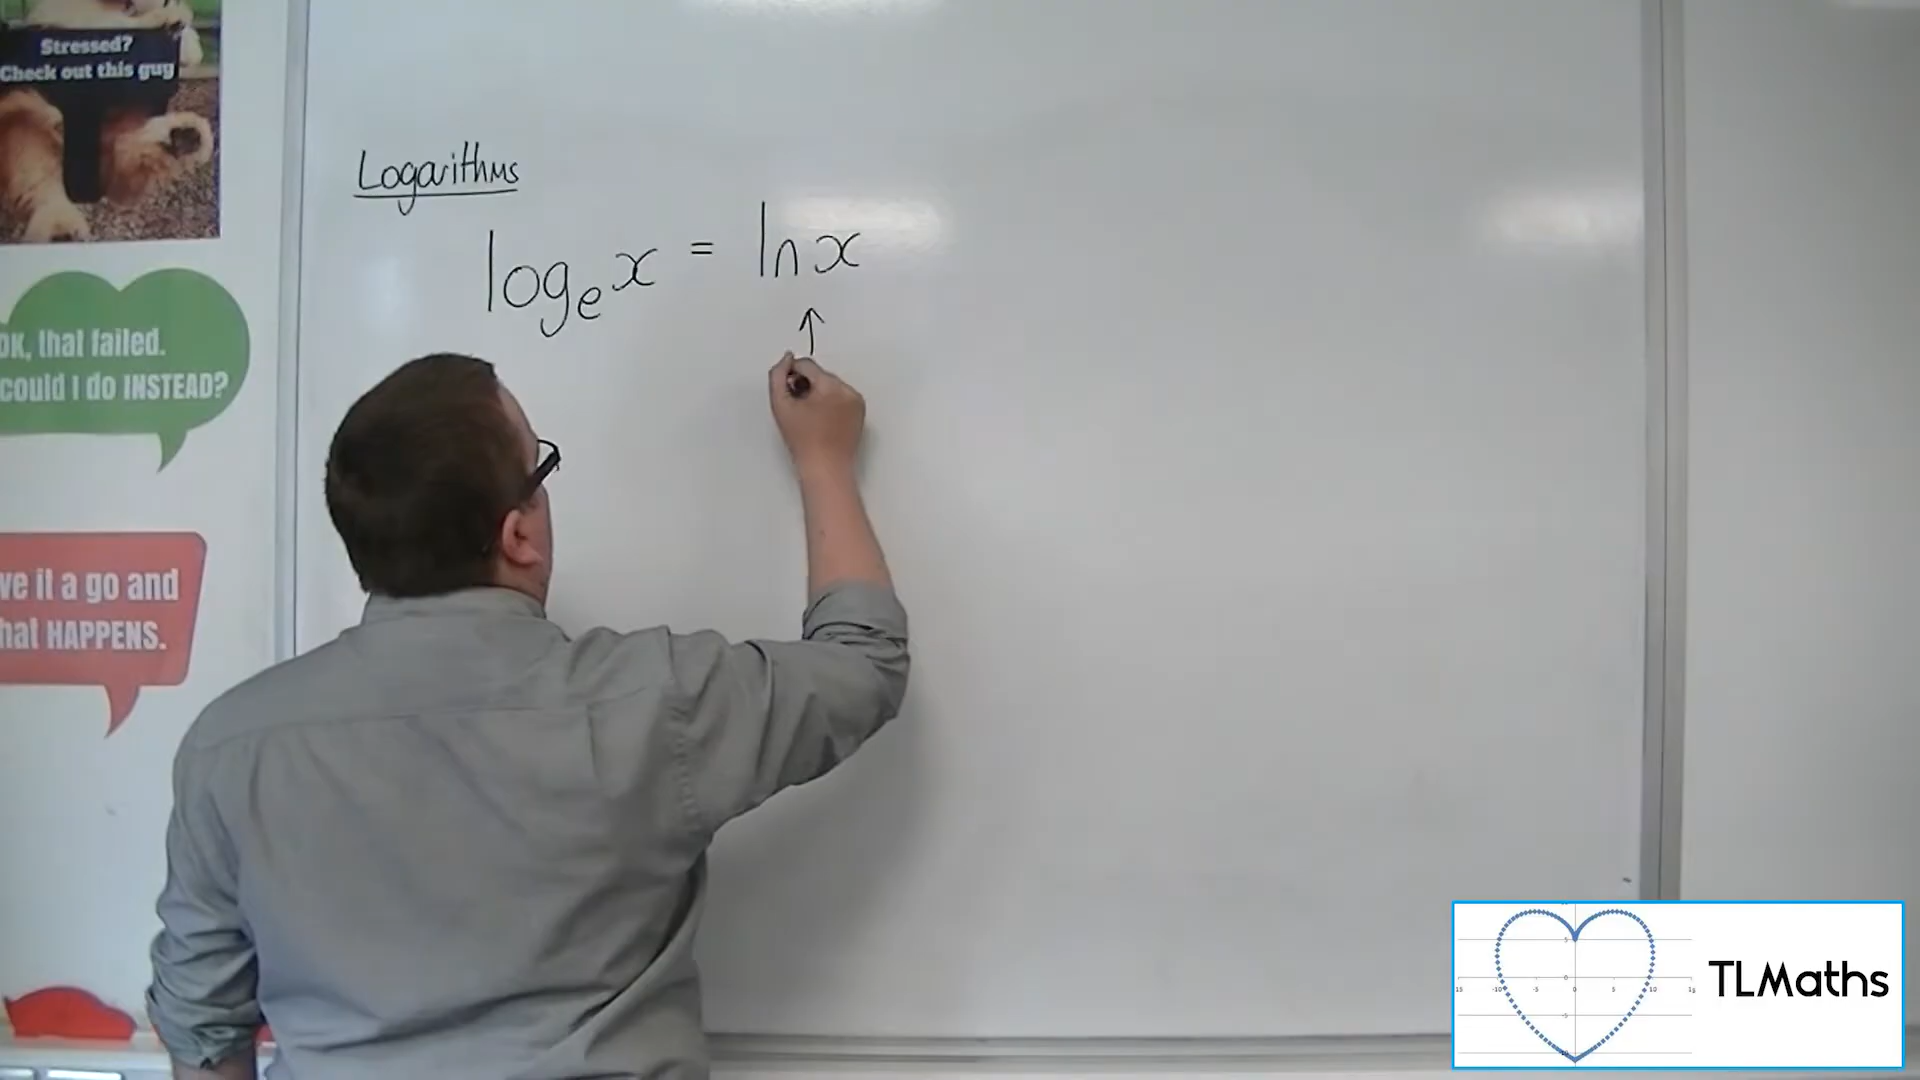 Stressed?
Check out this guy
Logarithms
logₑx = ln x
↑
OK, that failed.
could I do INSTEAD?
ve it a go and
hat HAPPENS.
TLMaths